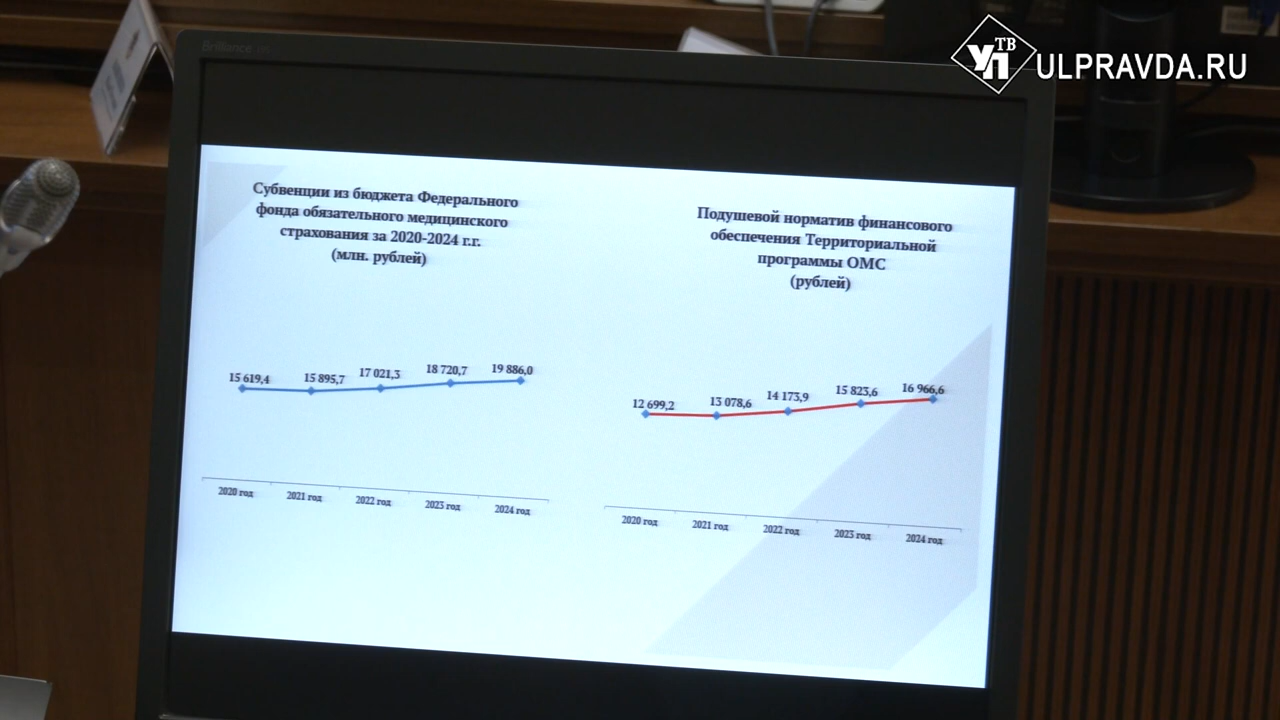 Brilliance
ТВ
УП
ULPRAVDA.RU
Субвенции из бюджета Федерального
фонда обязательного медицинского
страхования за 2020-2024 г.г.
(млн. рублей)
15 619,4
15 895,7
17 021,3
18 720,7
19 886,0
2020 год
2021 год
2022 год
2023 год
2024 год
Подушевой норматив финансового
обеспечения Территориальной
программы ОМС
(рублей)
12 699,2
13 078,6
14 173,9
15 823,6
16 966,6
2020 год
2021 год
2022 год
2023 год
2024 год